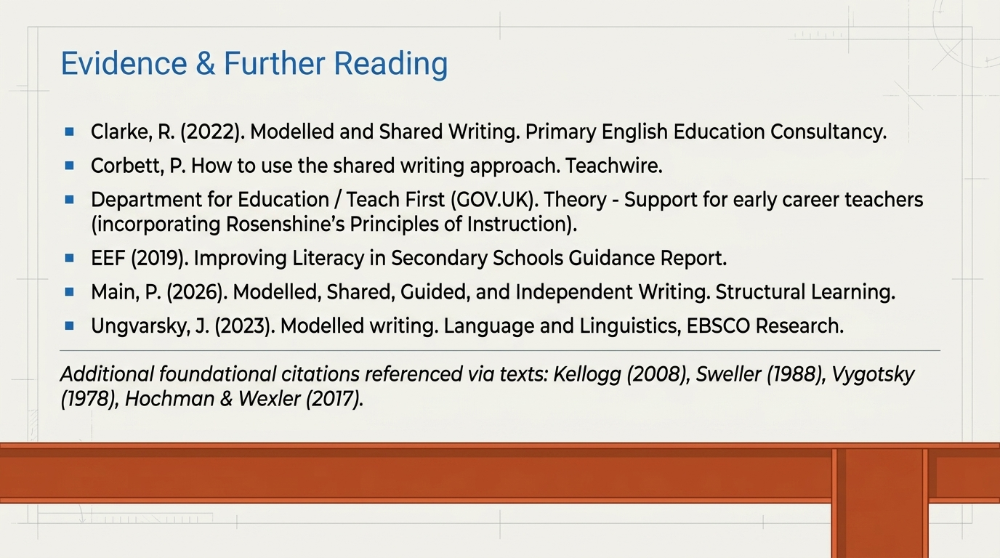 Evidence & Further Reading
Clarke, R. (2022). Modelled and Shared Writing. Primary English Education Consultancy.
Corbett, P. How to use the shared writing approach. Teachwire.
Department for Education / Teach First (GOV.UK). Theory - Support for early career teachers
(incorporating Rosenshine’s Principles of Instruction).
EEF (2019). Improving Literacy in Secondary Schools Guidance Report.
Main, P. (2026). Modelled, Shared, Guided, and Independent Writing. Structural Learning.
Ungvarsky, J. (2023). Modelled writing. Language and Linguistics, EBSCO Research.
Additional foundational citations referenced via texts: Kellogg (2008), Sweller (1988), Vygotsky
(1978), Hochman & Wexler (2017).